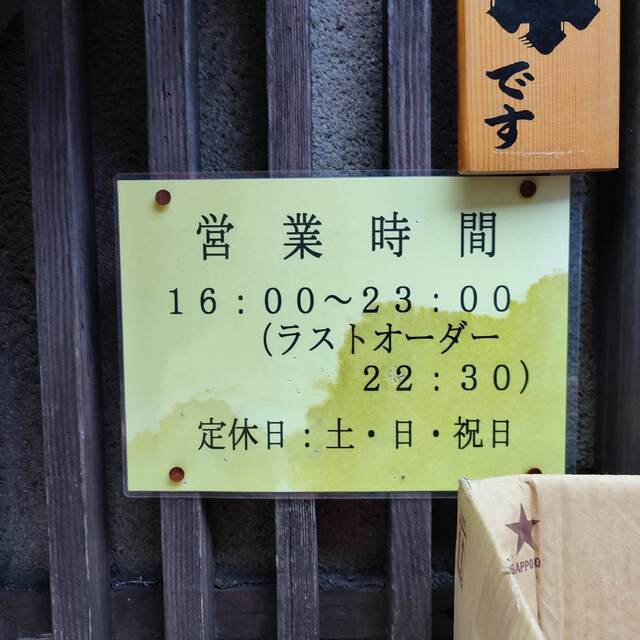 です
営業時間
16：00～23：00
（ラストオーダー
22：30）
定休日：土・日・祝日
SAPPORO